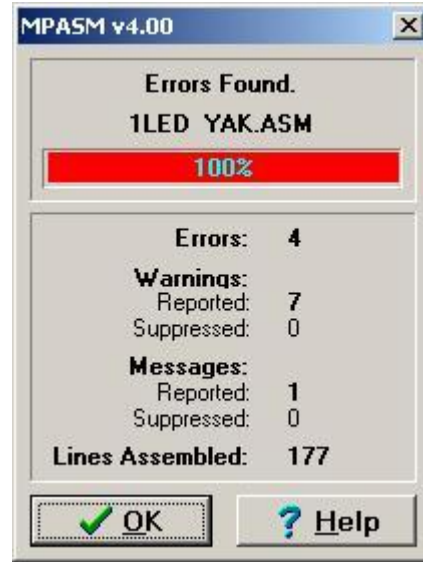 MPASM v4.00
Errors Found.
1LED YAK.ASM
100%
Errors: 4
Warnings:
Reported: 7
Suppressed: 0
Messages:
Reported: 1
Suppressed: 0
Lines Assembled: 177
OK
? Help